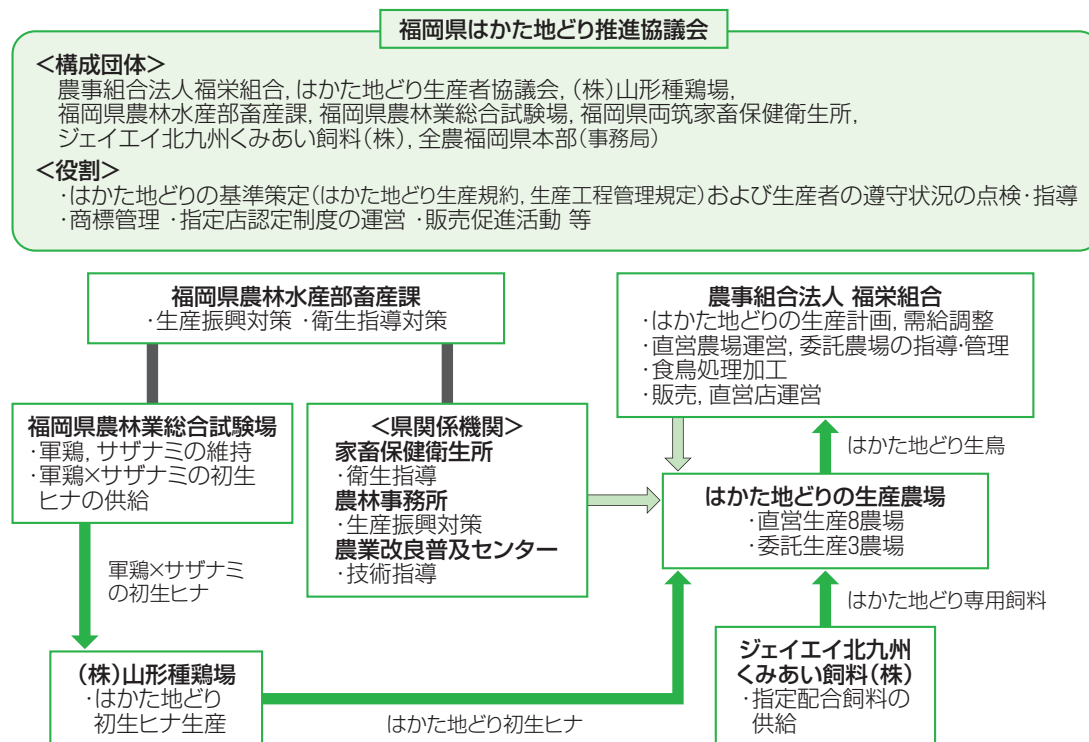 福岡県はかた地どり推進協議会
＜構成団体＞
農事組合法人福栄組合, はかた地どり生産者協議会, (株)山形種鶏場,
福岡県農林水産部畜産課, 福岡県農林業総合試験場, 福岡県両筑家畜保健衛生所,
ジェイエイ北九州くみあい飼料(株), 全農福岡県本部(事務局)
＜役割＞
・はかた地どりの基準策定(はかた地どり生産規約, 生産工程管理規定)および生産者の遵守状況の点検・指導
・商標管理 ・指定店認定制度の運営 ・販売促進活動 等
福岡県農林水産部畜産課
・生産振興対策 ・衛生指導対策
農事組合法人 福栄組合
・はかた地どりの生産計画, 需給調整
・直営農場運営, 委託農場の指導・管理
・食鳥処理加工
・販売, 直営店運営
福岡県農林業総合試験場
・軍鶏, サザナミの維持
・軍鶏×サザナミの初生
ヒナの供給
＜県関係機関＞
家畜保健衛生所
・衛生指導
農林事務所
・生産振興対策
農業改良普及センター
・技術指導
はかた地どり生鳥
はかた地どりの生産農場
・直営生産8農場
・委託生産3農場
軍鶏×サザナミ
の初生ヒナ
はかた地どり専用飼料
(株)山形種鶏場
・はかた地どり
初生ヒナ生産
はかた地どり初生ヒナ
ジェイエイ北九州
くみあい飼料(株)
・指定配合飼料の
供給